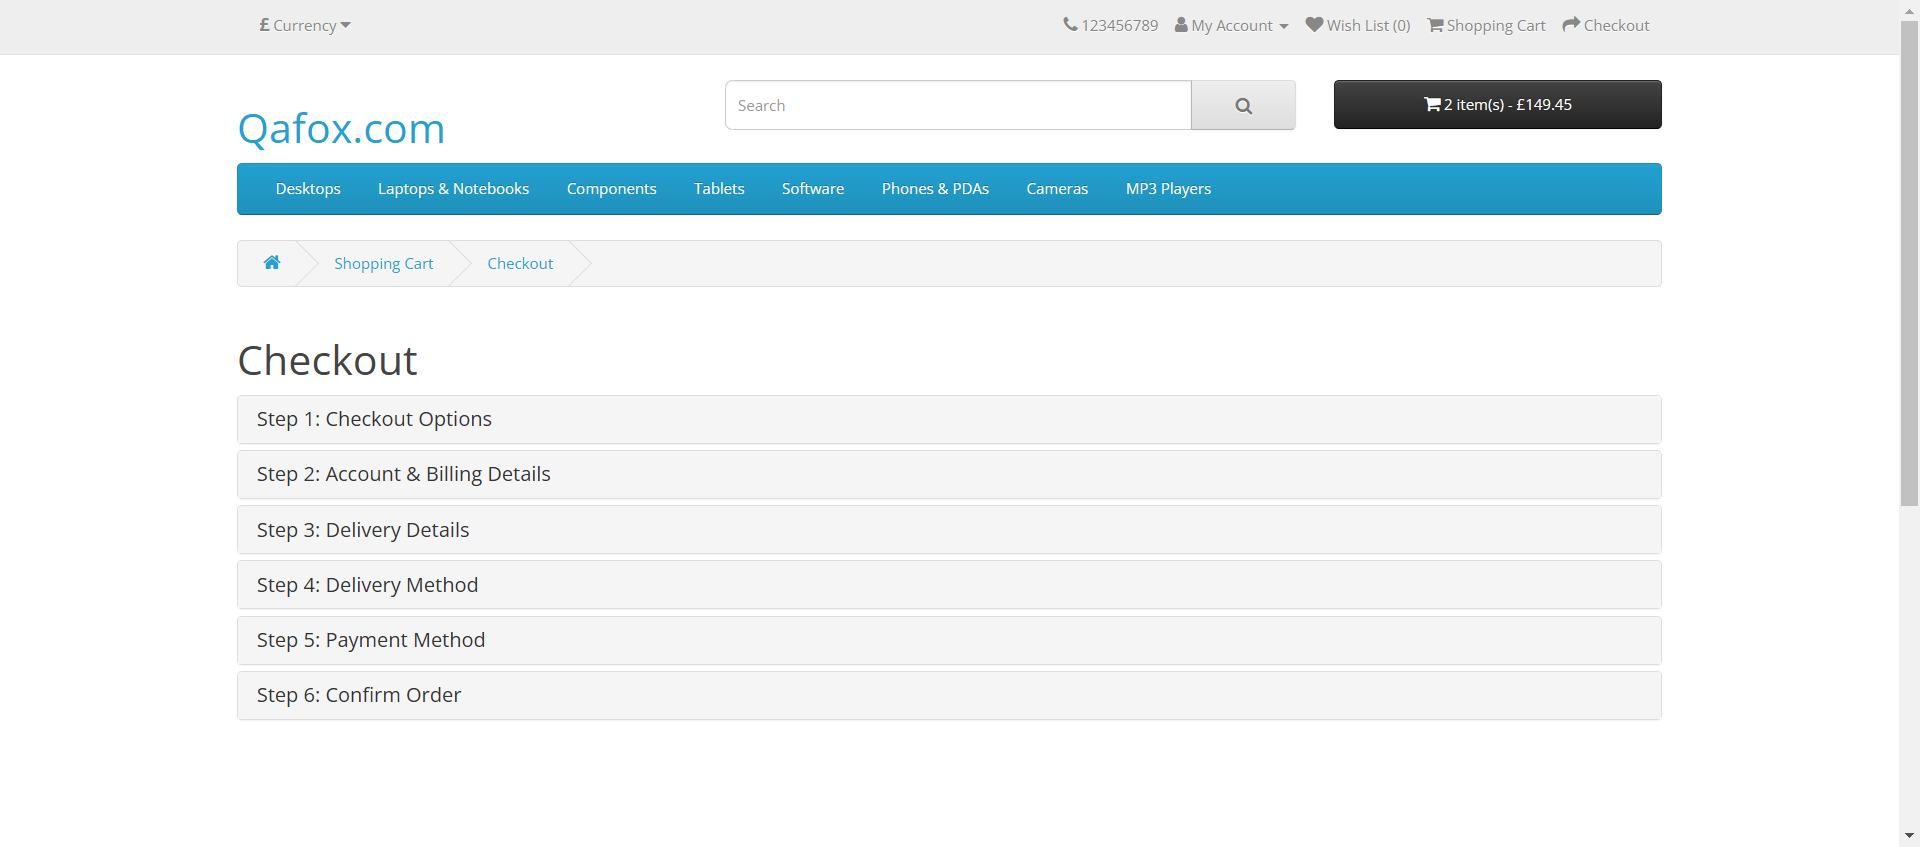 £ Currency
123456789 My Account Wish List (0) Shopping Cart Checkout
Qafox.com
Search
2 item(s) - £149.45
Desktops Laptops & Notebooks Components Tablets Software Phones & PDAs Cameras MP3 Players
Shopping Cart Checkout
Checkout
Step 1: Checkout Options
Step 2: Account & Billing Details
Step 3: Delivery Details
Step 4: Delivery Method
Step 5: Payment Method
Step 6: Confirm Order